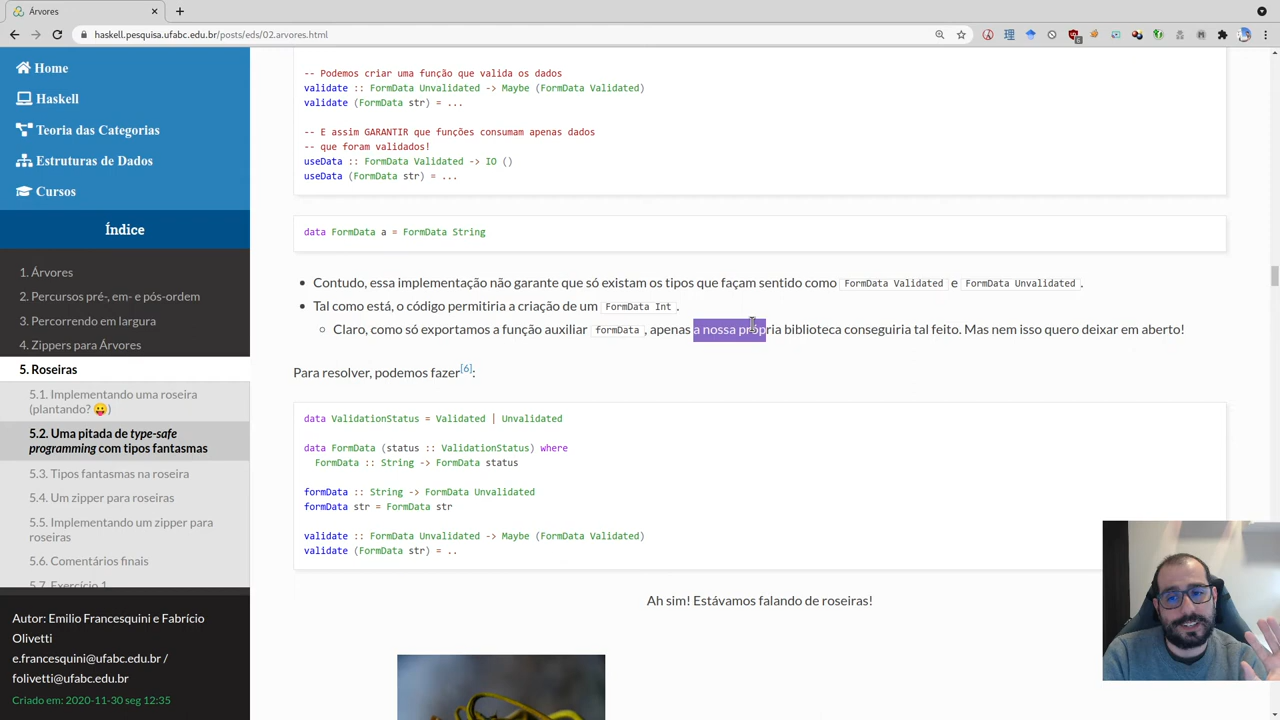 Árvores
haskell.pesquisa.ufabc.edu.br/posts/eds/02.arvores.html
Home
Haskell
Teoria das Categorias
Estruturas de Dados
Cursos
Índice
1. Árvores
2. Percursos pré-, em- e pós-ordem
3. Percorrendo em largura
4. Zippers para Árvores
5. Roseiras
5.1. Implementando uma roseira
(plantando? 😛)
5.2. Uma pitada de type-safe
programming com tipos fantasmas
5.3. Tipos fantasmas na roseira
5.4. Um zipper para roseiras
5.5. Implementando um zipper para
roseiras
5.6. Comentários finais
5.7. Exercício 1
Autor: Emilio Francesquini e Fabrício
Olivetti
e.francesquini@ufabc.edu.br /
folivetti@ufabc.edu.br
Criado em: 2020-11-30 seg 12:35
-- Podemos criar uma função que valida os dados
validate :: FormData Unvalidated -> Maybe (FormData Validated)
validate (FormData str) = ...
-- E assim GARANTIR que funções consumam apenas dados
-- que foram validados!
useData :: FormData Validated -> IO ()
useData (FormData str) = ...
data FormData a = FormData String
• Contudo, essa implementação não garante que só existam os tipos que façam sentido como FormData Validated e FormData Unvalidated.
• Tal como está, o código permitiria a criação de um FormData Int.
○ Claro, como só exportamos a função auxiliar formData, apenas a nossa própria biblioteca conseguiria tal feito. Mas nem isso quero deixar em aberto!
Para resolver, podemos fazer[6]:
data ValidationStatus = Validated | Unvalidated
data FormData (status :: ValidationStatus) where
FormData :: String -> FormData status
formData :: String -> FormData Unvalidated
formData str = FormData str
validate :: FormData Unvalidated -> Maybe (FormData Validated)
validate (FormData str) = ..
Ah sim! Estávamos falando de roseiras!